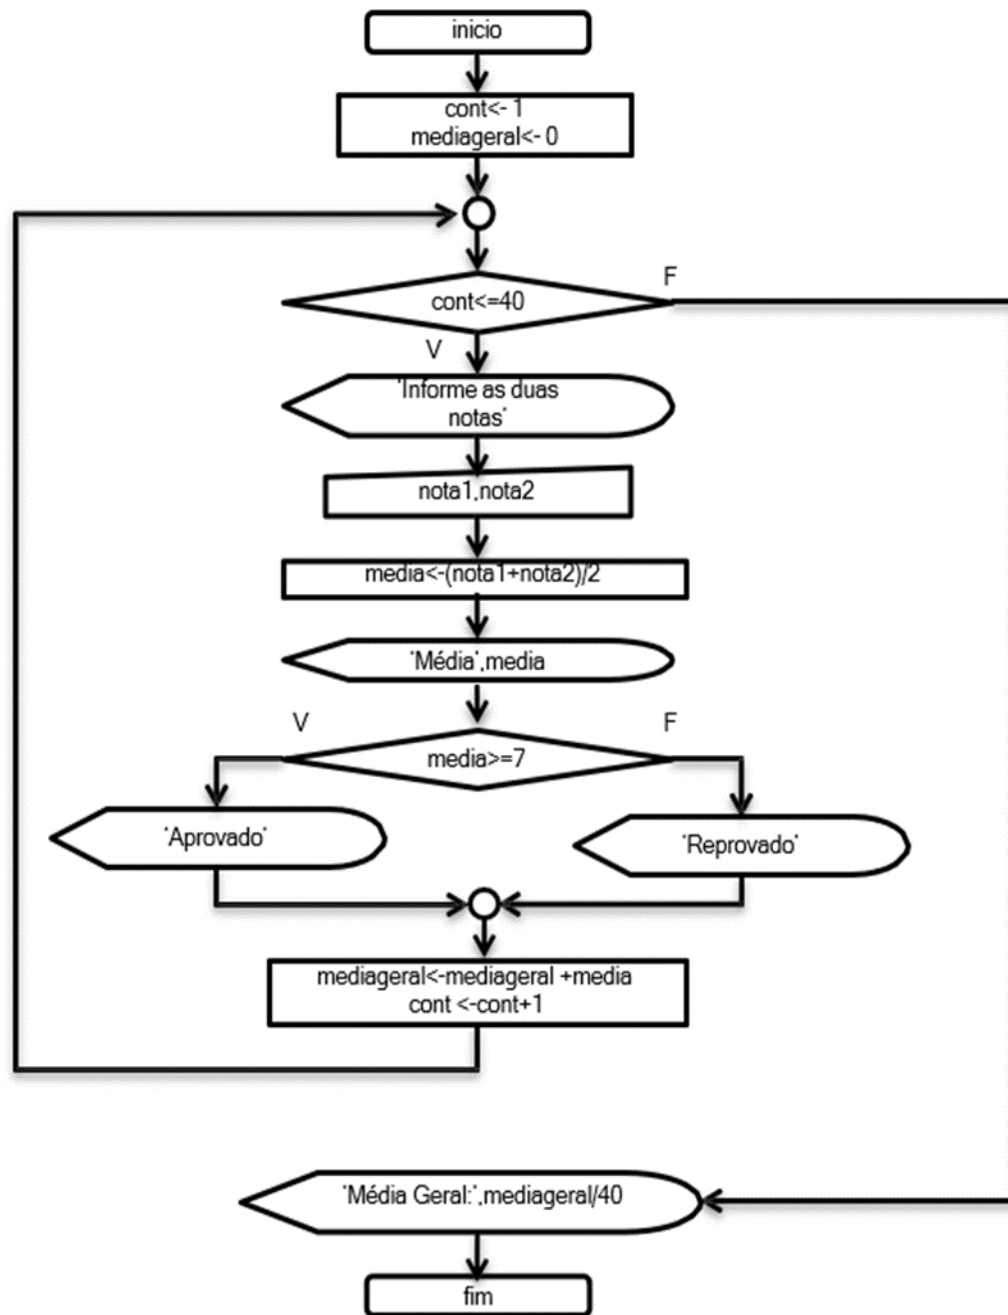 inicio
cont<- 1
mediageral<- 0
F
cont<=40
V
'Informe as duas
notas'
nota1,nota2
media<-(nota1+nota2)/2
'Média',media
V
F
media>=7
'Aprovado'
'Reprovado'
mediageral<-mediageral +media
cont <-cont+1
'Média Geral:',mediageral/40
fim